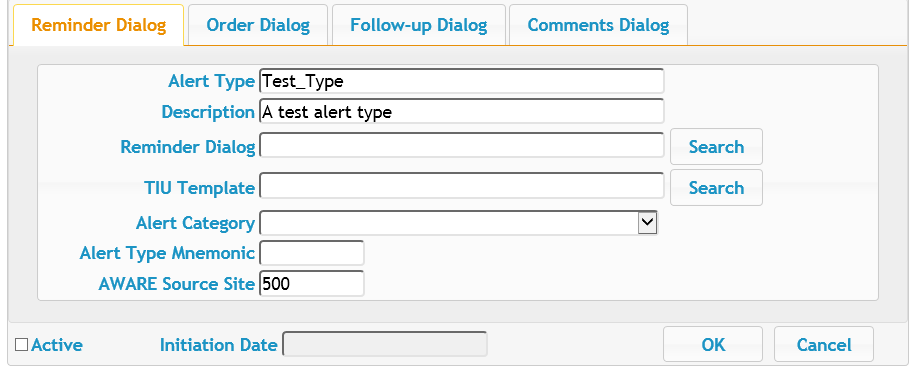 Reminder Dialog Order Dialog Follow-up Dialog Comments Dialog
Alert Type Test_Type
Description A test alert type
Reminder Dialog Search
TIU Template Search
Alert Category
Alert Type Mnemonic
AWARE Source Site 500
Active Initiation Date OK Cancel